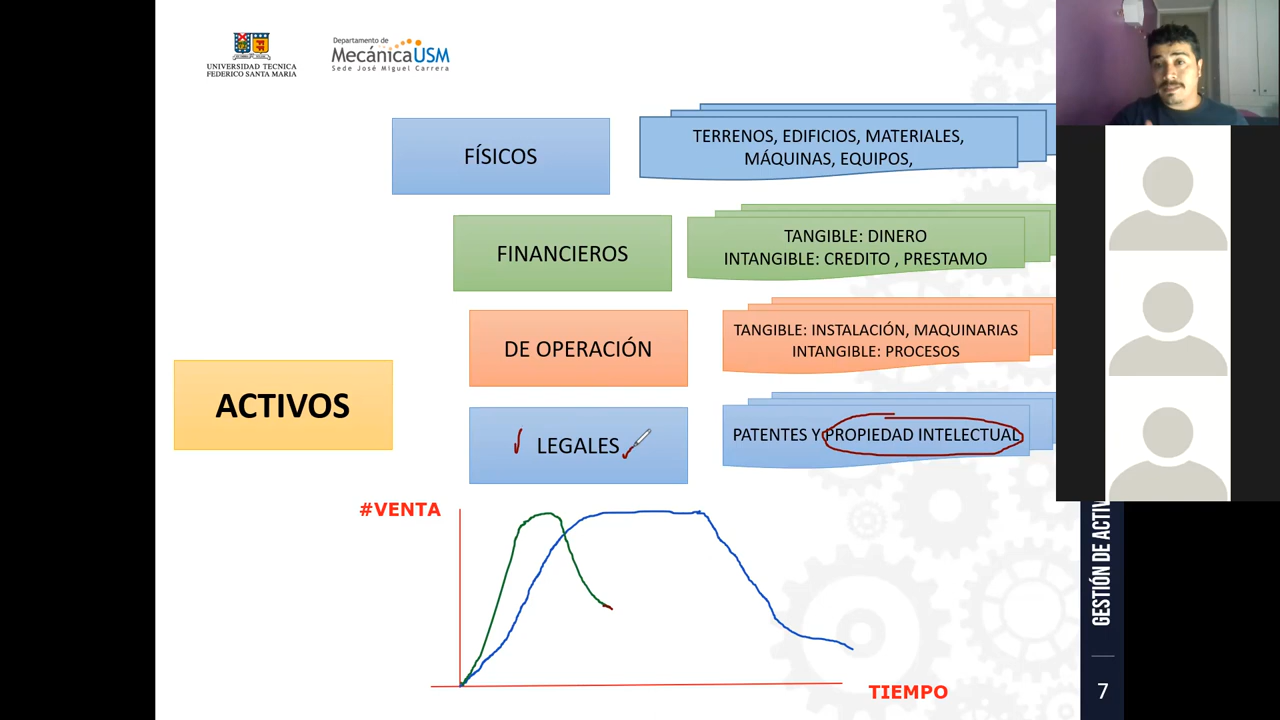 UNIVERSIDAD TECNICA
FEDERICO SANTA MARIA
Departamento de
MecánicaUSM
Sede José Miguel Carrera
FÍSICOS
TERRENOS, EDIFICIOS, MATERIALES,
MÁQUINAS, EQUIPOS,
FINANCIEROS
TANGIBLE: DINERO
INTANGIBLE: CREDITO , PRESTAMO
DE OPERACIÓN
TANGIBLE: INSTALACIÓN, MAQUINARIAS
INTANGIBLE: PROCESOS
ACTIVOS
LEGALES
PATENTES Y PROPIEDAD INTELECTUAL
#VENTA
TIEMPO
GESTIÓN DE ACTIV
7